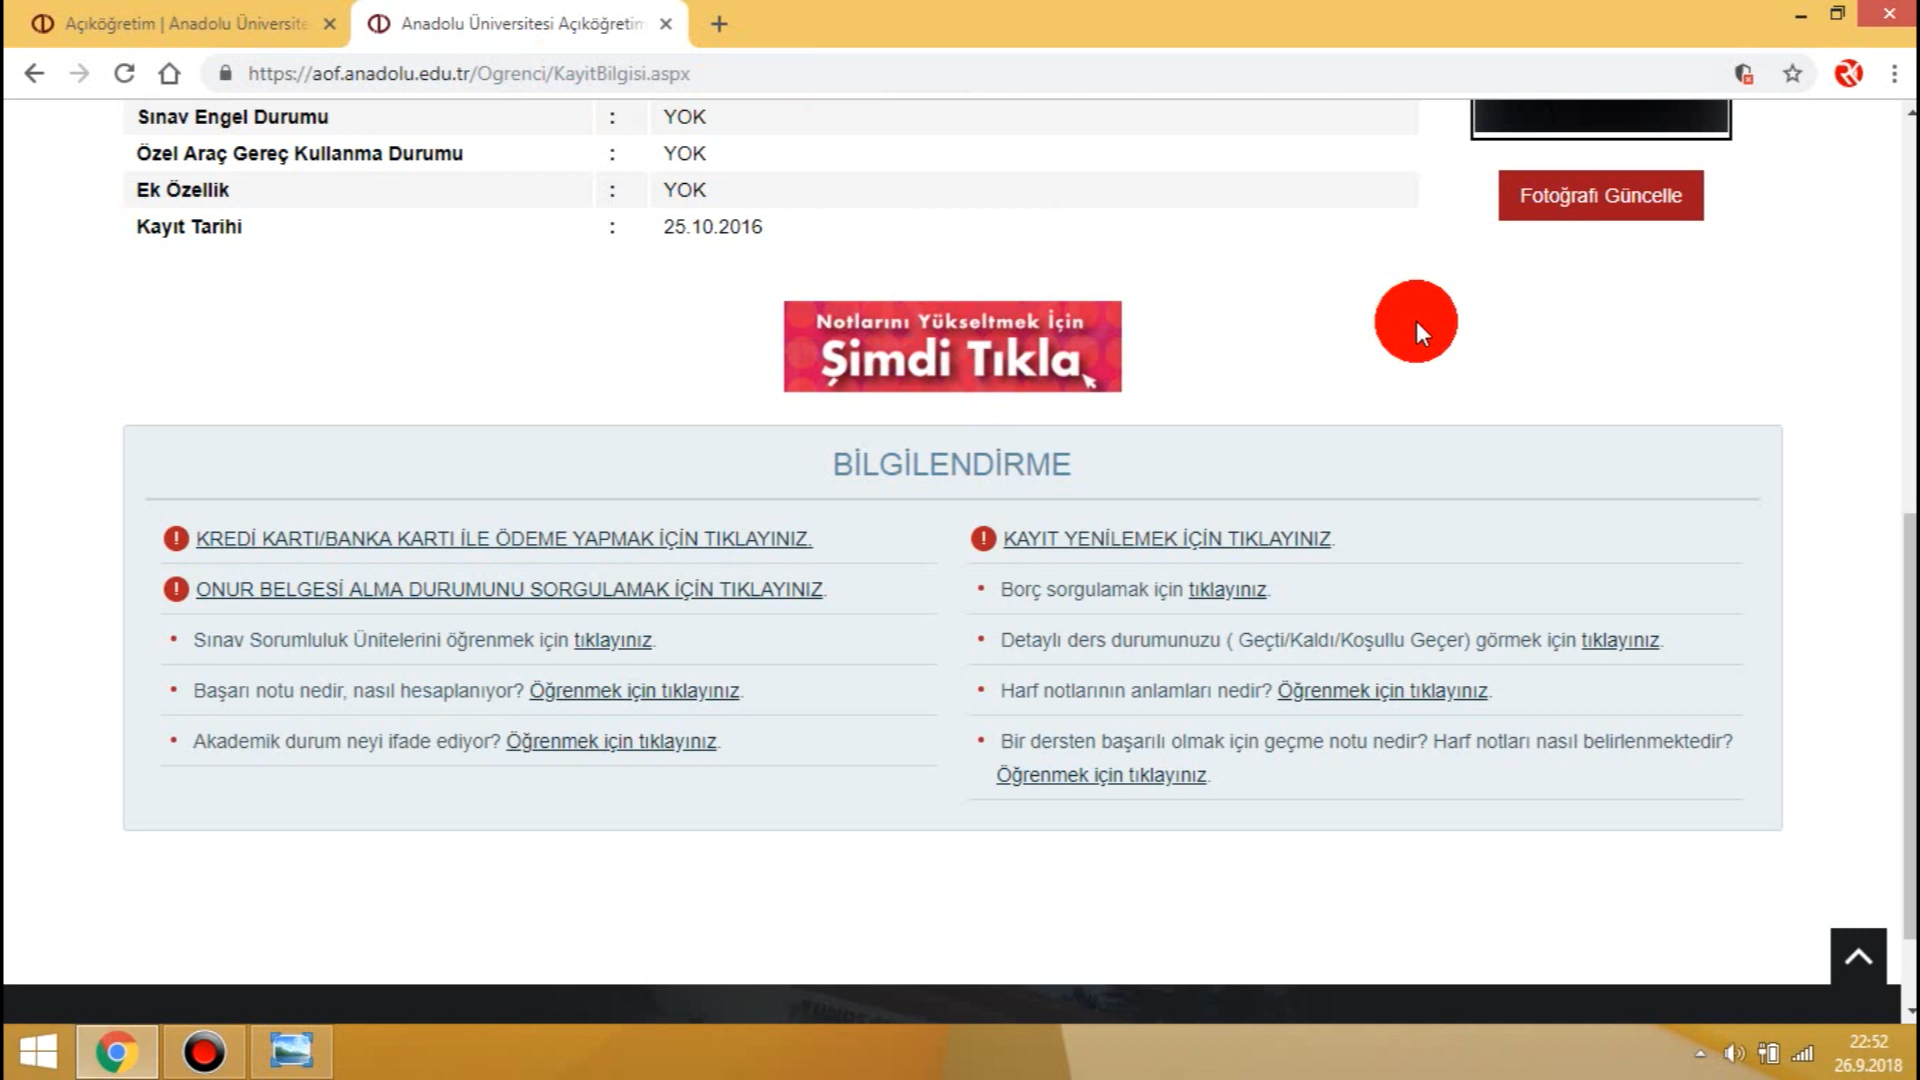 Açıköğretim | Anadolu Üniversite
Anadolu Üniversitesi Açıköğretim
https://aof.anadolu.edu.tr/Ogrenci/KayitBilgisi.aspx
Sınav Engel Durumu : YOK
Özel Araç Gereç Kullanma Durumu : YOK
Ek Özellik : YOK
Kayıt Tarihi : 25.10.2016
Fotoğrafı Güncelle
Notlarını Yükseltmek İçin
Şimdi Tıkla
BİLGİLENDİRME
KREDİ KARTI/BANKA KARTI İLE ÖDEME YAPMAK İÇİN TIKLAYINIZ.
ONUR BELGESİ ALMA DURUMUNU SORGULAMAK İÇİN TIKLAYINIZ.
• Sınav Sorumluluk Ünitelerini öğrenmek için tıklayınız.
• Başarı notu nedir, nasıl hesaplanıyor? Öğrenmek için tıklayınız.
• Akademik durum neyi ifade ediyor? Öğrenmek için tıklayınız.
KAYIT YENİLEMEK İÇİN TIKLAYINIZ.
• Borç sorgulamak için tıklayınız.
• Detaylı ders durumunuzu ( Geçti/Kaldı/Koşullu Geçer) görmek için tıklayınız.
• Harf notlarının anlamları nedir? Öğrenmek için tıklayınız.
• Bir dersten başarılı olmak için geçme notu nedir? Harf notları nasıl belirlenmektedir?
Öğrenmek için tıklayınız.
22:52
26.9.2018